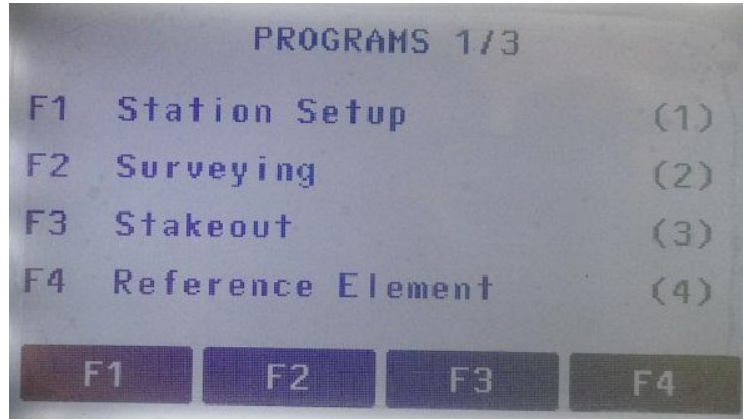 PROGRAMS 1/3
F1 Station Setup (1)
F2 Surveying (2)
F3 Stakeout (3)
F4 Reference Element (4)
F1 F2 F3 F4